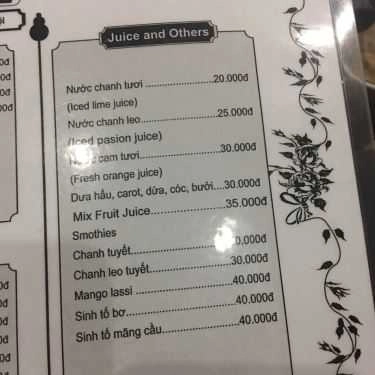 Juice and Others
Nước chanh tươi ......................20.000đ
(Iced lime juice)
Nước chanh leo........................25.000đ
(Iced pasion juice)
cam tươi.........................30.000đ
(Fresh orange juice)
Dưa hấu, carot, dừa, cóc, bưởi...30.000đ
Mix Fruit Juice.....................35.000đ
Smothies
Chanh tuyết
Chanh leo tuyết......................30.000đ
Mango lassi .........................40.000đ
Sinh tố bơ.............................40.000đ
Sinh tố mãng cầu....................40.000đ